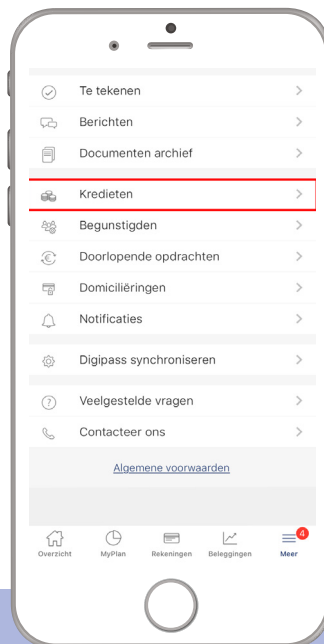 Te tekenen
Berichten
Documenten archief
Kredieten
Begunstigden
Doorlopende opdrachten
Domiciliëringen
Notificaties
Digipass synchroniseren
Veelgestelde vragen
Contacteer ons
Algemene voorwaarden
4
Overzicht MyPlan Rekeningen Beleggingen Meer